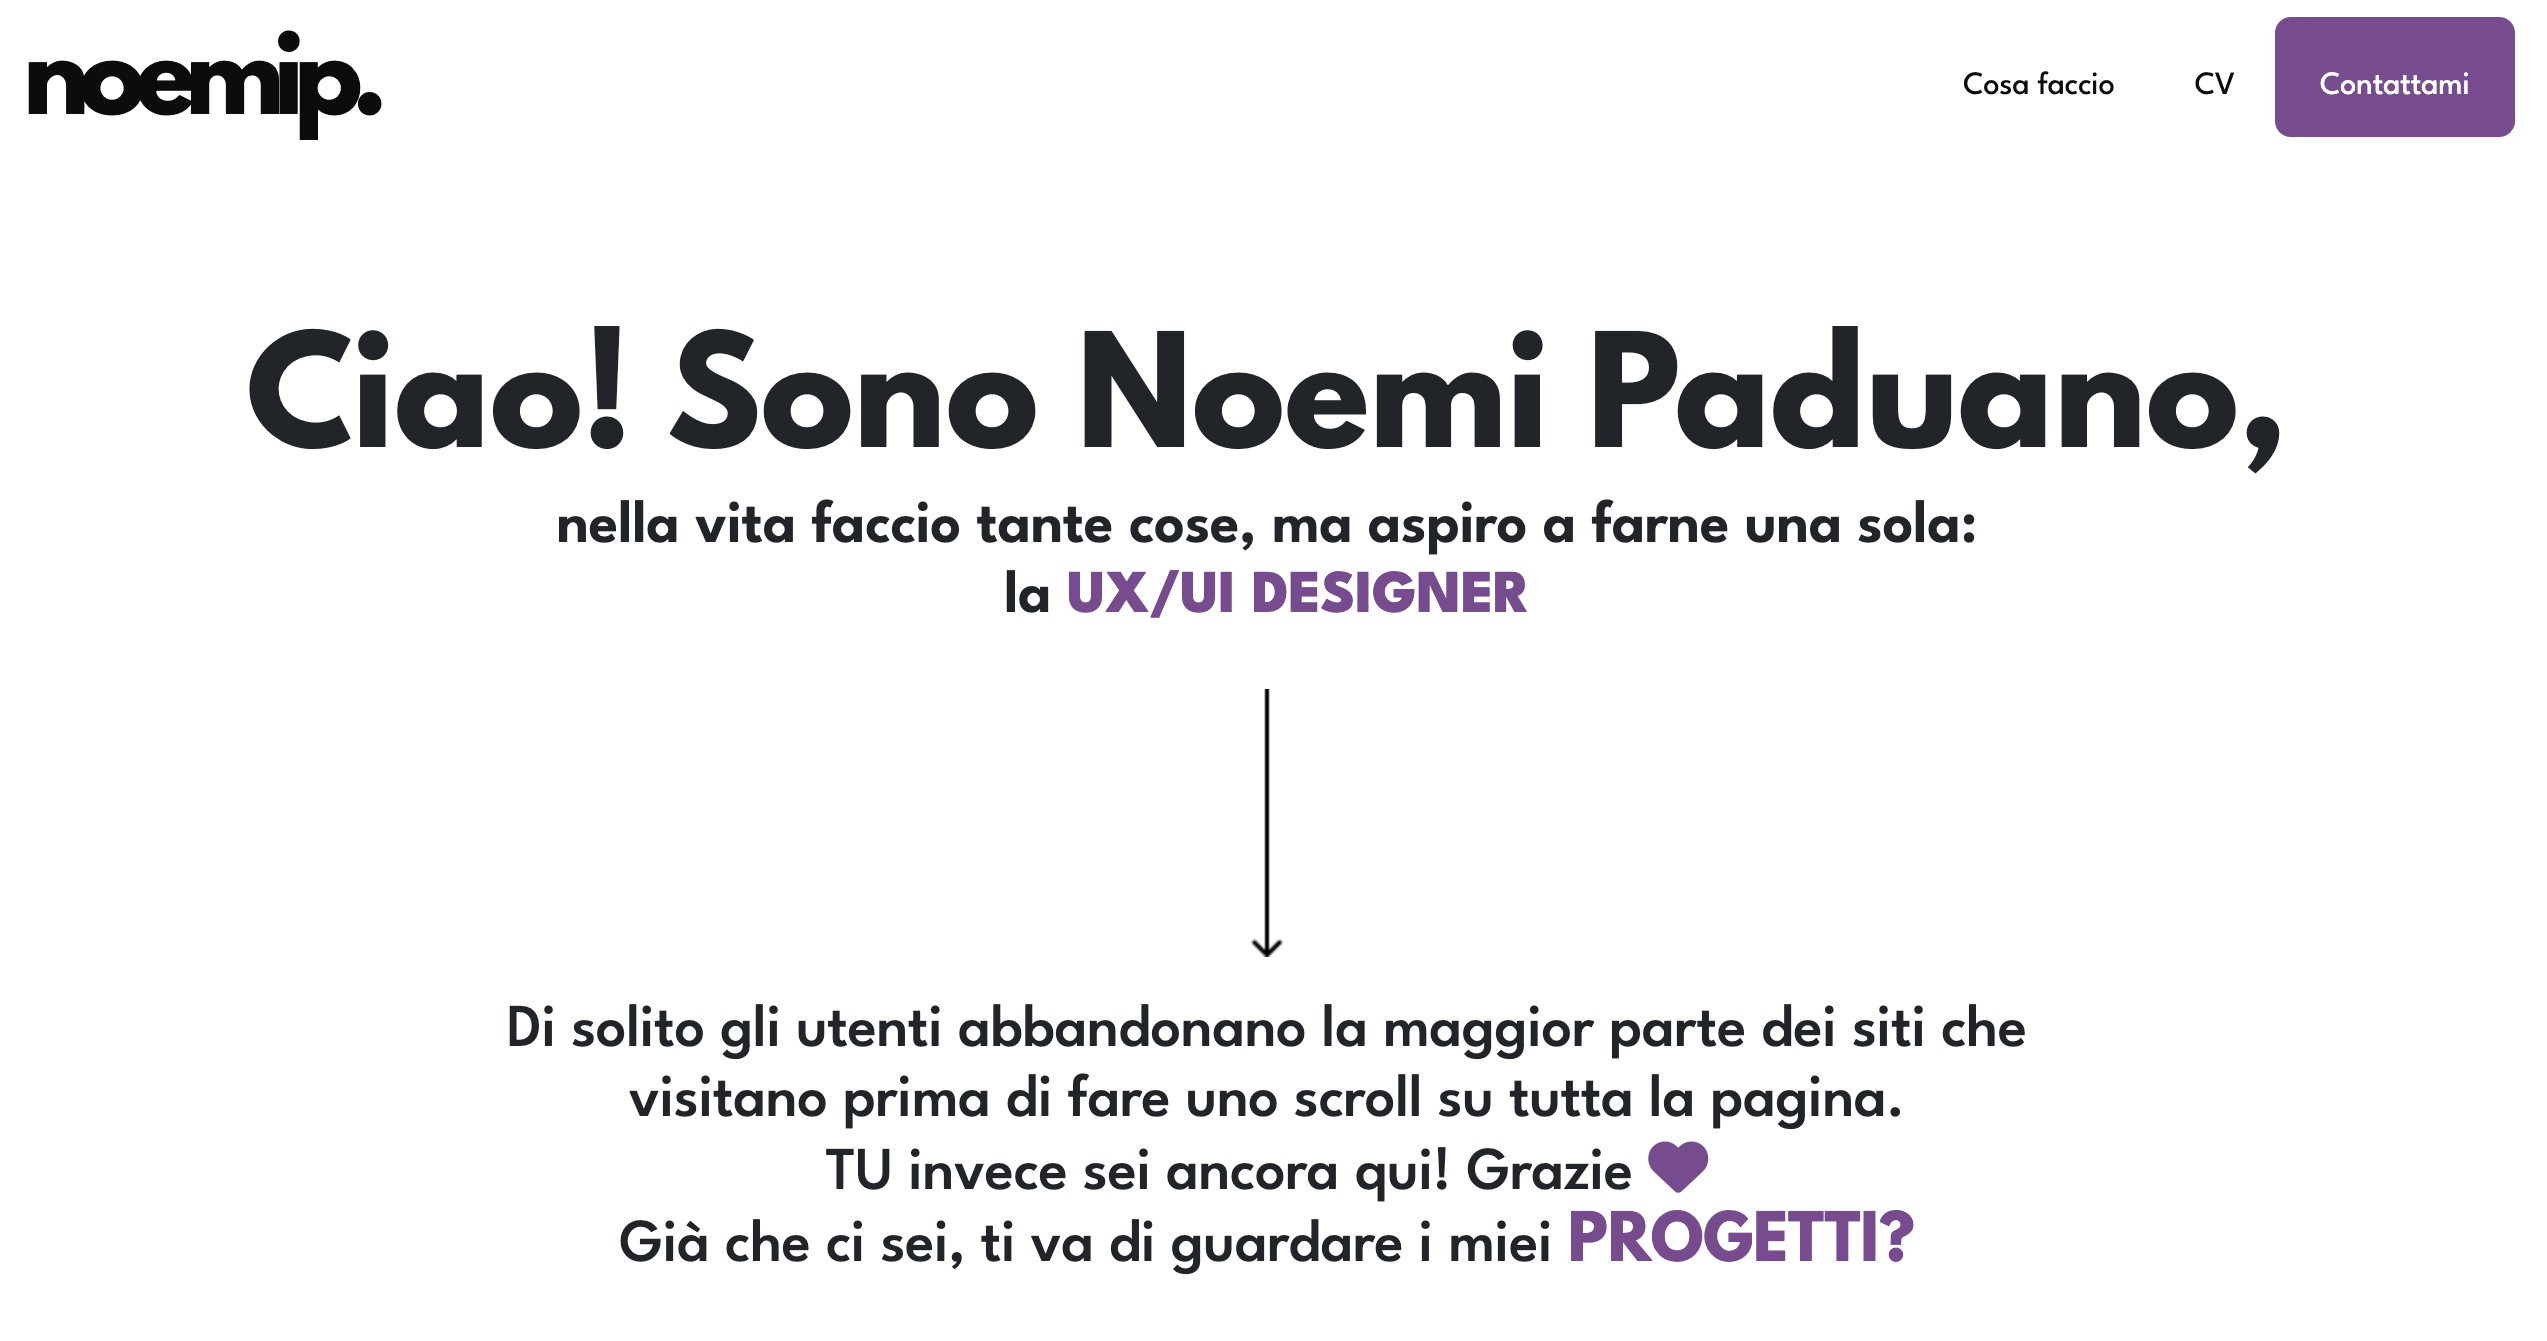 noemip.
Cosa faccio
CV
Contattami
Ciao! Sono Noemi Paduano,
nella vita faccio tante cose, ma aspiro a farne una sola:
la UX/UI DESIGNER
Di solito gli utenti abbandonano la maggior parte dei siti che
visitano prima di fare uno scroll su tutta la pagina.
TU invece sei ancora qui! Grazie
Già che ci sei, ti va di guardare i miei PROGETTI?